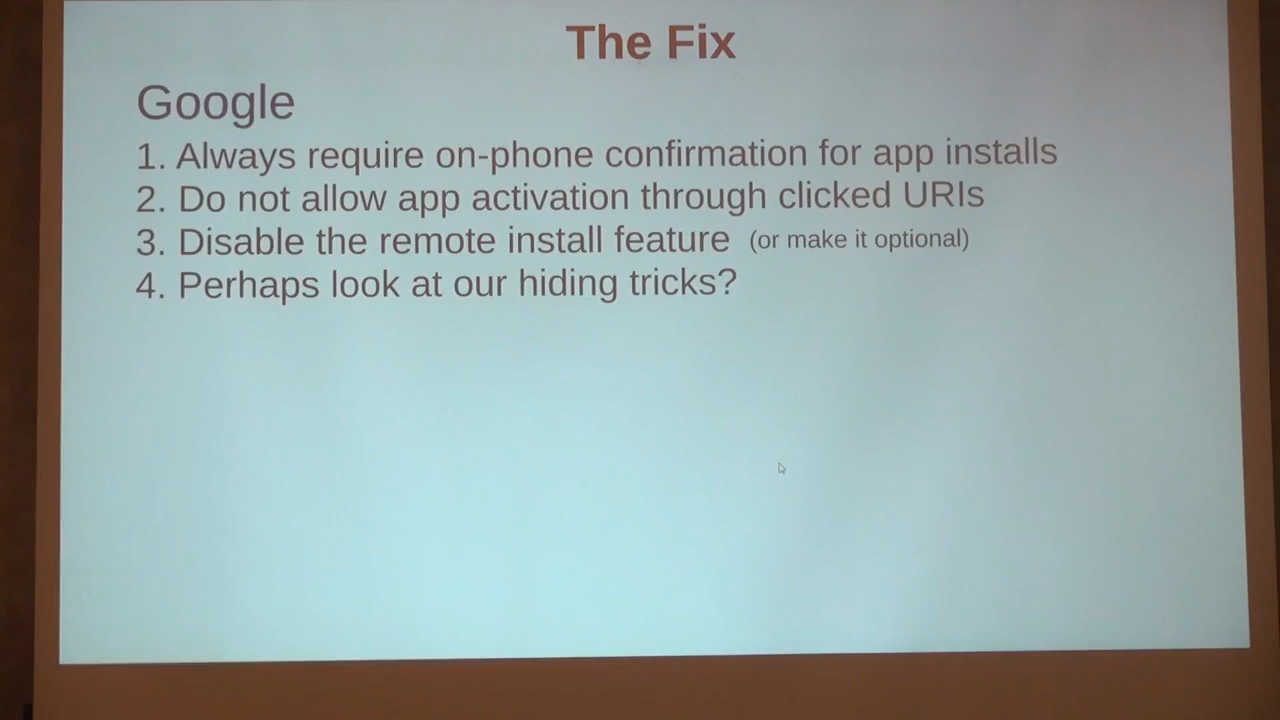 The Fix
Google
1. Always require on-phone confirmation for app installs
2. Do not allow app activation through clicked URIs
3. Disable the remote install feature (or make it optional)
4. Perhaps look at our hiding tricks?